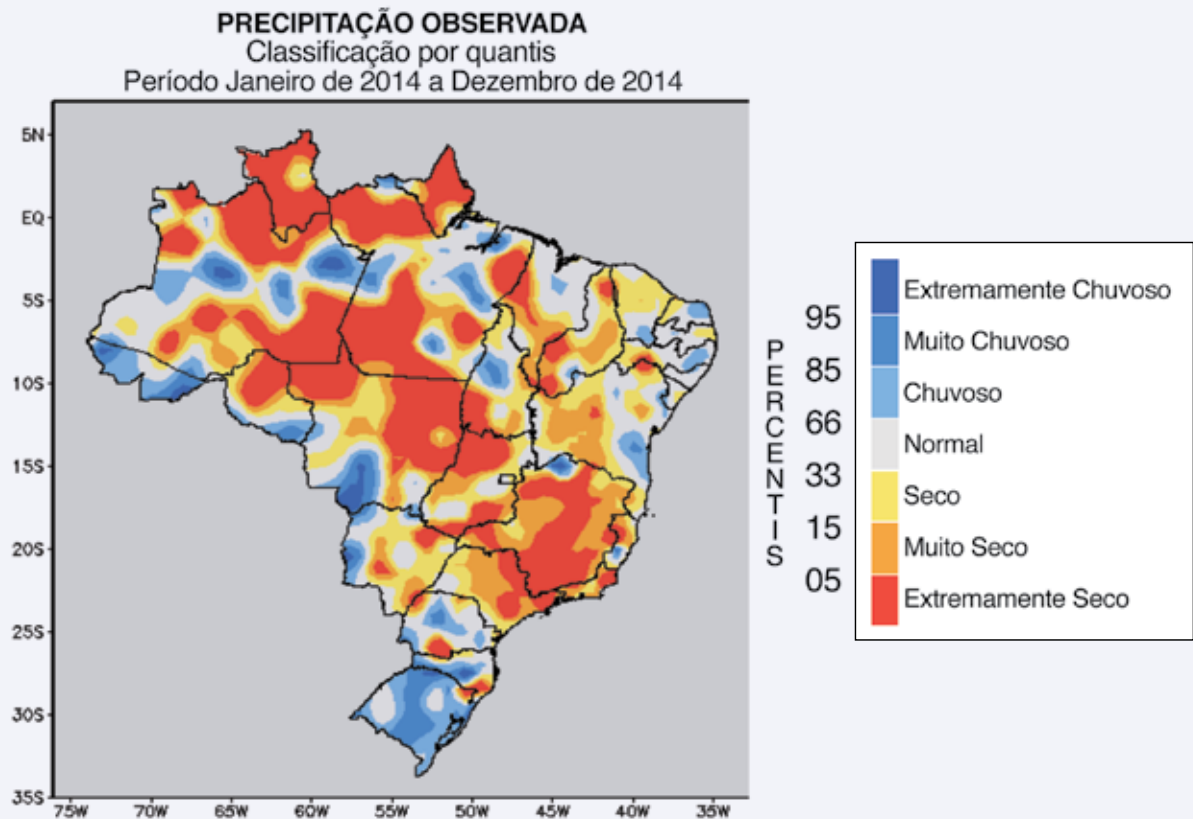 PRECIPITAÇÃO OBSERVADA
Classificação por quantis
Período Janeiro de 2014 a Dezembro de 2014
5N
EQ
5S
10S
15S
20S
25S
30S
35S
75W 70W 65W 60W 55W 50W 45W 40W 35W
PERCENTIS
95
85
66
33
15
05
Extremamente Chuvoso
Muito Chuvoso
Chuvoso
Normal
Seco
Muito Seco
Extremamente Seco